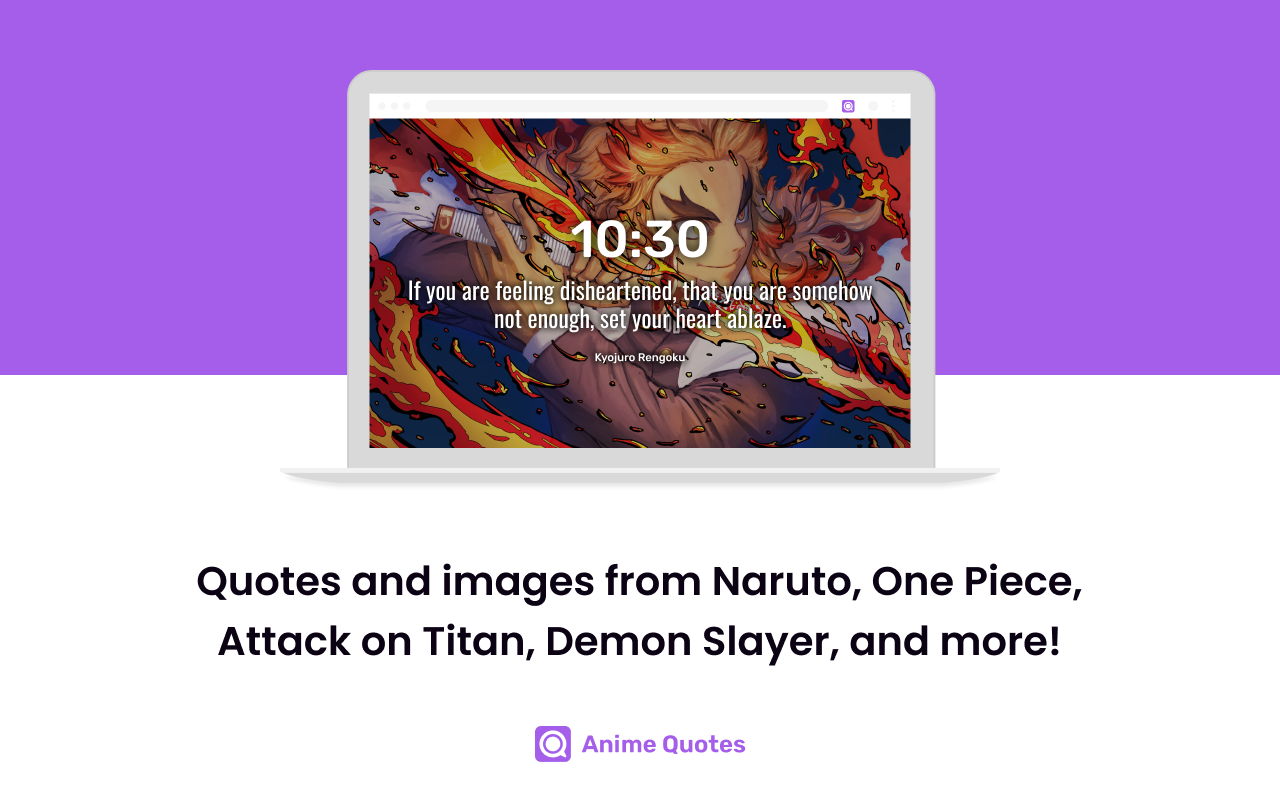 10:30
If you are feeling disheartened, that you are somehow
not enough, set your heart ablaze.
Kyojuro Rengoku
Quotes and images from Naruto, One Piece,
Attack on Titan, Demon Slayer, and more!
Anime Quotes